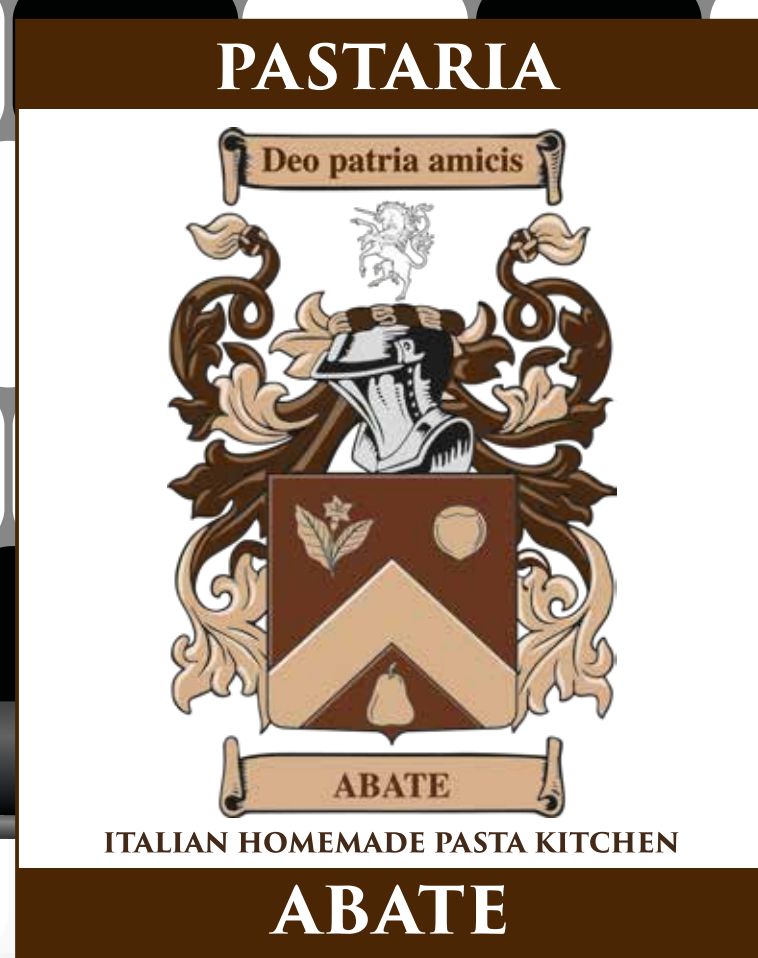 PASTARIA
Deo patria amicis
ABATE
ITALIAN HOMEMADE PASTA KITCHEN
ABATE